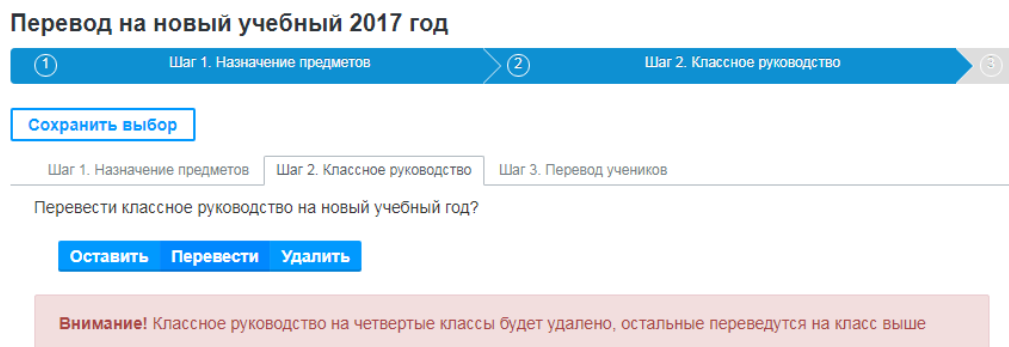 Перевод на новый учебный 2017 год
1 Шаг 1. Назначение предметов 2 Шаг 2. Классное руководство 3
Сохранить выбор
Шаг 1. Назначение предметов Шаг 2. Классное руководство Шаг 3. Перевод учеников
Перевести классное руководство на новый учебный год?
Оставить Перевести Удалить
Внимание! Классное руководство на четвертые классы будет удалено, остальные переведутся на класс выше